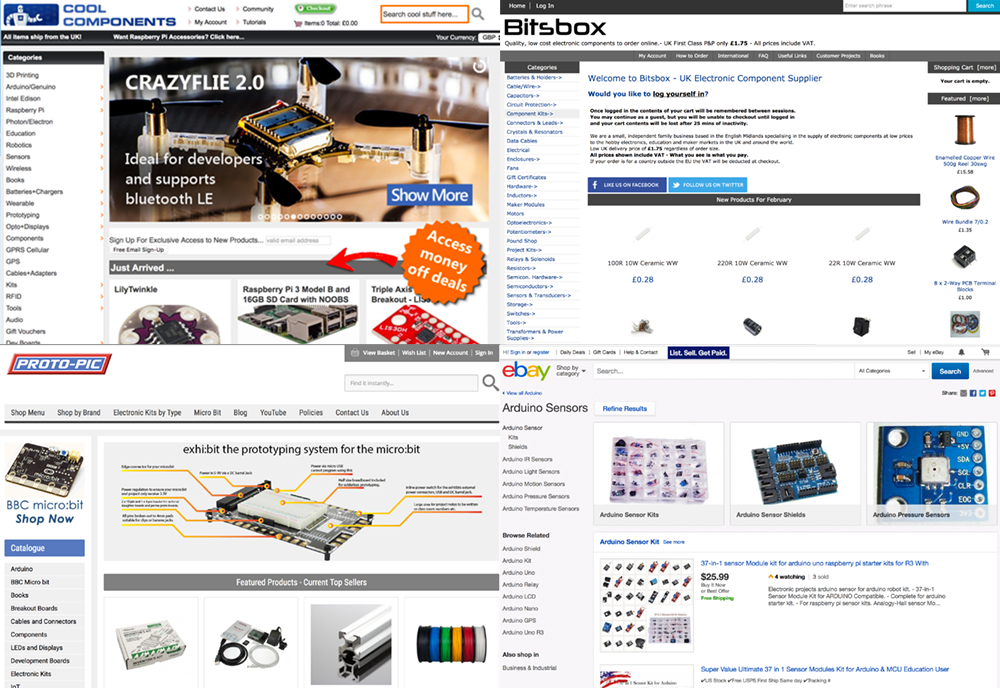 COOL
COMPONENTS
Contact Us
Community
My Account
Tutorials
Checkout
Items:0 Total: £0.00
Search cool stuff here...
All items ship from the UK!
Want Raspberry Pi Accessories? Click here...
Your Currency: GBP
Categories
3D Printing
Arduino/Genuino
Intel Edison
Raspberry Pi
Photon/Electron
Education
Robotics
Sensors
Wireless
Books
Batteries+Chargers
Wearable
Prototyping
Opto+Displays
Components
GPRS Cellular
GPS
Cables+Adapters
Kits
RFID
Tools
Audio
Gift Vouchers
Dev Boards
CRAZYFLIE 2.0
Ideal for developers
and supports
bluetooth LE
Show More
Sign Up For Exclusive Access to New Products...
valid email address
Free Email Sign-Up
Access
money
off deals
Just Arrived ...
LilyTwinkle
Raspberry Pi 3 Model B and
16GB SD Card with NOOBS
Triple Axis
Breakout - LIS3DH
Home
Log In
Enter search phrase
Search
Bitsbox
Quality, low cost electronic components to order online.- UK First Class P&P only £1.75 - All prices include VAT.
My Account
How to Order
International
FAQ
Useful Links
Customer Projects
Books
Categories
Batteries & Holders->
Cable/Wire->
Capacitors->
Circuit Protection->
Component Kits->
Connectors & Leads->
Crystals & Resonators
Data Cables
Electrical
Enclosures->
Fans
Gift Certificates
Hardware->
Inductors->
Maker Modules
Motors
Optoelectronics->
Potentiometers->
Pound Shop
Project Kits->
Relays & Solenoids
Resistors->
Semicon. Hardware->
Semiconductors->
Sensors & Transducers->
Storage->
Switches->
Tools->
Transformers & Power
Supplies->
Welcome to Bitsbox - UK Electronic Component Supplier
Would you like to log yourself in?
Once logged in the contents of your cart will be remembered between sessions.
You may continue as a guest, but you will be unable to checkout until logged in
and your cart contents will be lost after 25 mins of inactivity.
We are a small, independent family business based in the English Midlands specialising in the supply of electronic components at low prices
to the hobby electronics, education and maker markets in the UK and around the world.
Low UK delivery price of £1.75 regardless of order size.
All prices shown include VAT - What you see is what you pay.
If your order is for a country outside the EU the VAT will be deducted at checkout.
LIKE US ON FACEBOOK
FOLLOW US ON TWITTER
New Products For February
100R 10W Ceramic WW
220R 10W Ceramic WW
22R 10W Ceramic WW
£0.28
£0.28
£0.28
Shopping Cart [more]
Your cart is empty.
Featured [more]
Enamelled Copper Wire
500g Reel 30swg
£15.58
Wire Bundle 7/0.2
£1.35
8 x 2-Way PCB Terminal
Blocks
£1.00
PROTO-PIC
View Basket
Wish List
New Account
Sign In
Find it instantly...
Shop Menu
Shop by Brand
Electronic Kits by Type
Micro Bit
Blog
YouTube
Policies
Contact Us
About Us
BBC micro:bit
Shop Now
Catalogue
Arduino
BBC Micro bit
Books
Breakout Boards
Cables and Connectors
Components
LEDs and Displays
Development Boards
Electronic Kits
IoT
exhi:bit the prototyping system for the micro:bit
Featured Products - Current Top Sellers
Hi! Sign in or register
Daily Deals
Gift Cards
Help & Contact
List. Sell. Get Paid.
Sell
My eBay
ebay
Shop by
category
Search...
All Categories
Search
Advanced
View all Arduino
Share:
Arduino Sensors
Refine Results
Arduino Sensor
Kits
Shields
Arduino IR Sensors
Arduino Light Sensors
Arduino Motion Sensors
Arduino Pressure Sensors
Arduino Temperature Sensors
Browse Related
Arduino Shield
Arduino Kit
Arduino Uno
Arduino Relay
Arduino LCD
Arduino Nano
Arduino GPS
Arduino Uno R3
Also shop in
Business & Industrial
Arduino Sensor Kits
Arduino Sensor Shields
Arduino Pressure Sensors
GND
+5V
SDA
SCL
CLR
EOC
Arduino Sensor Kit
See more
37-in-1 sensor Module kit for arduino uno raspberry pi starter kits for R3 With
$25.99
Buy It Now
or Best Offer
Free Shipping
4 watching
3 sold
Electronic projects arduino sensor for arduino robot kit. - 37-in-1
Sensor Module Kit for ARDUINO Compatible. - Complete for arduino
starter kit. - For raspberry pi sensor kits. Analogy-Hall sensor Mo...
Super Value Ultimate 37 in 1 Sensor Modules Kit for Arduino & MCU Education User
✔US Stock ✔Free USPS First Ship Same day ✔Tracking #